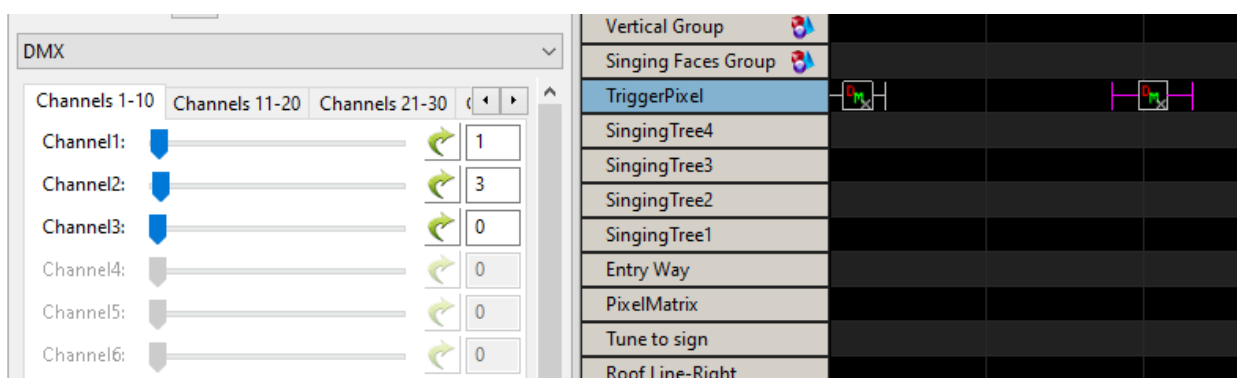 DMX
Channels 1-10 Channels 11-20 Channels 21-30
Channel1: 1
Channel2: 3
Channel3: 0
Channel4: 0
Channel5: 0
Channel6: 0
Vertical Group
Singing Faces Group
TriggerPixel
SingingTree4
SingingTree3
SingingTree2
SingingTree1
Entry Way
PixelMatrix
Tune to sign
Roof Line-Right
DMX DMX